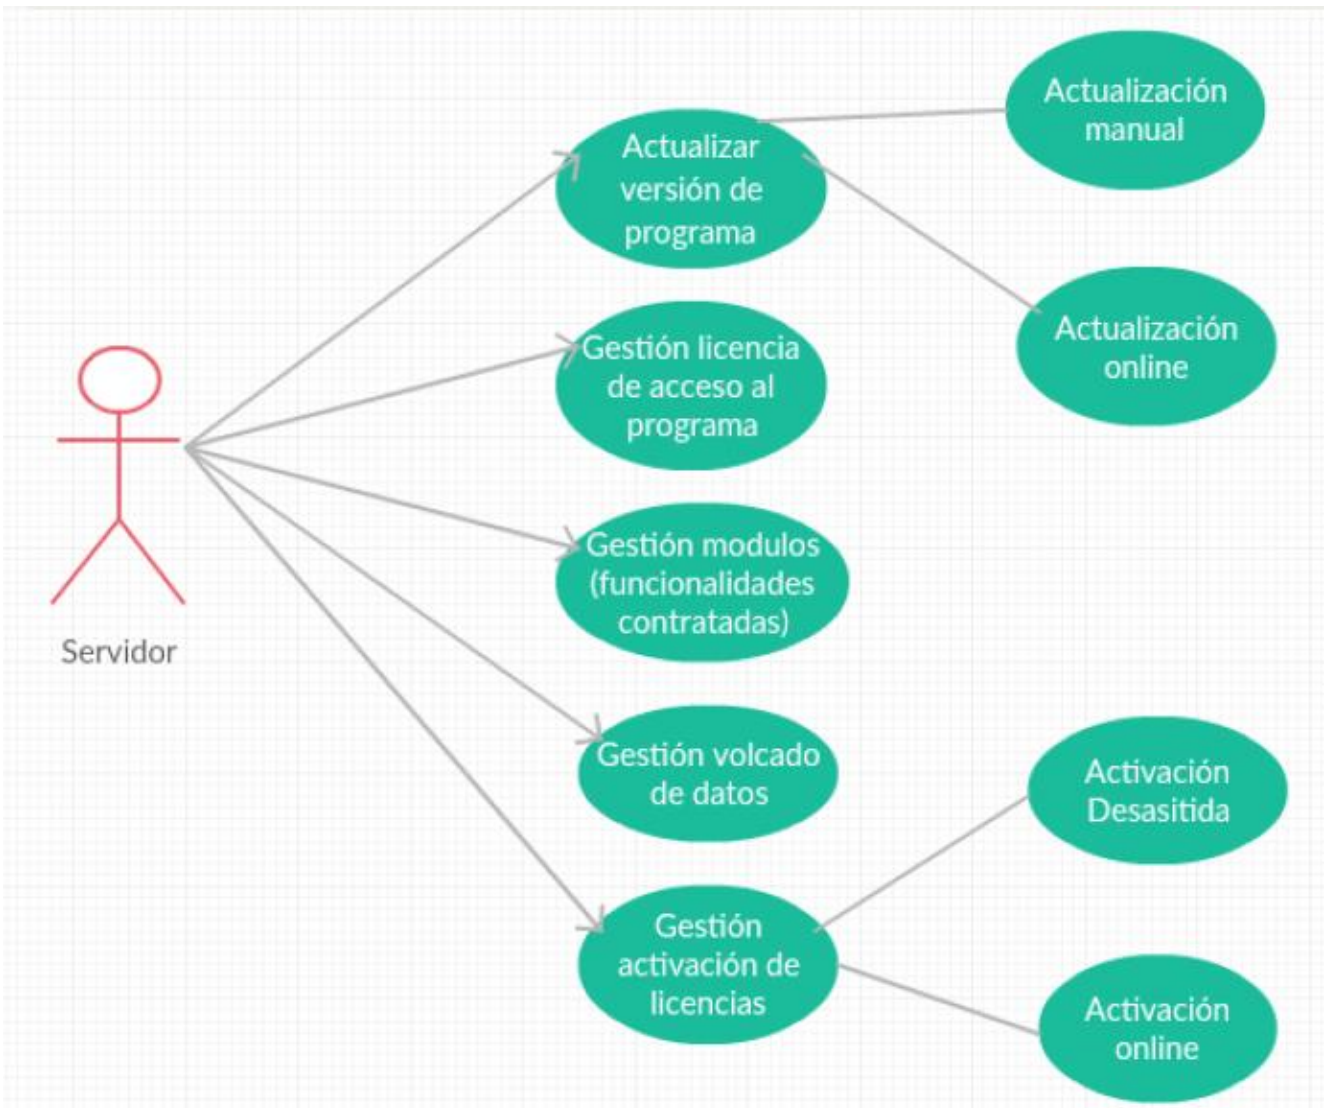 Actualización
manual
Actualizar
versión de
programa
Actualización
online
Gestión licencia
de acceso al
programa
Gestión modulos
(funcionalidades
contratadas)
Servidor
Gestión volcado
de datos
Activación
Desasitida
Gestión
activación de
licencias
Activación
online